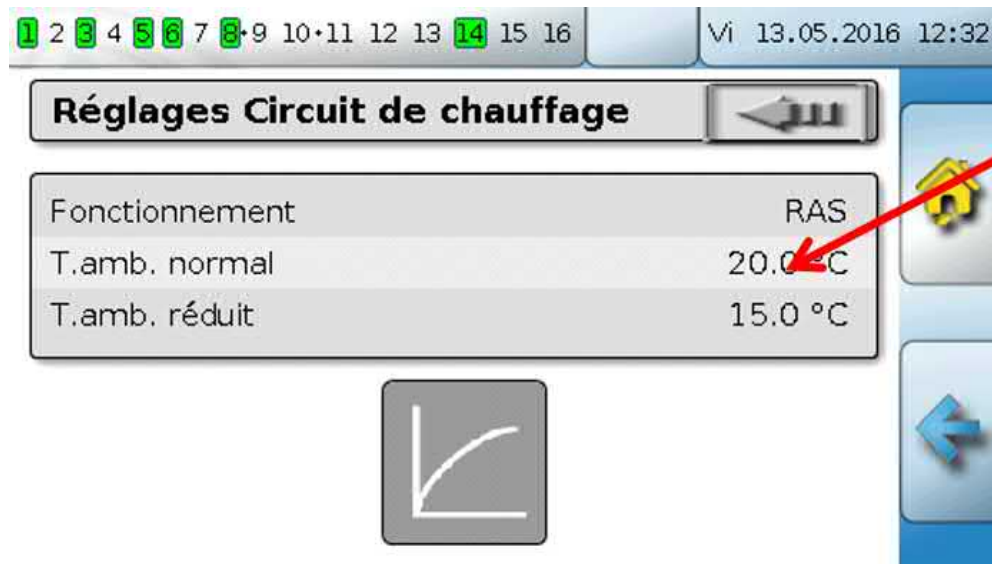 1 2 3 4 5 6 7 8•9 10•11 12 13 14 15 16 Vi 13.05.2016 12:32
Réglages Circuit de chauffage
Fonctionnement RAS
T.amb. normal 20.0 °C
T.amb. réduit 15.0 °C